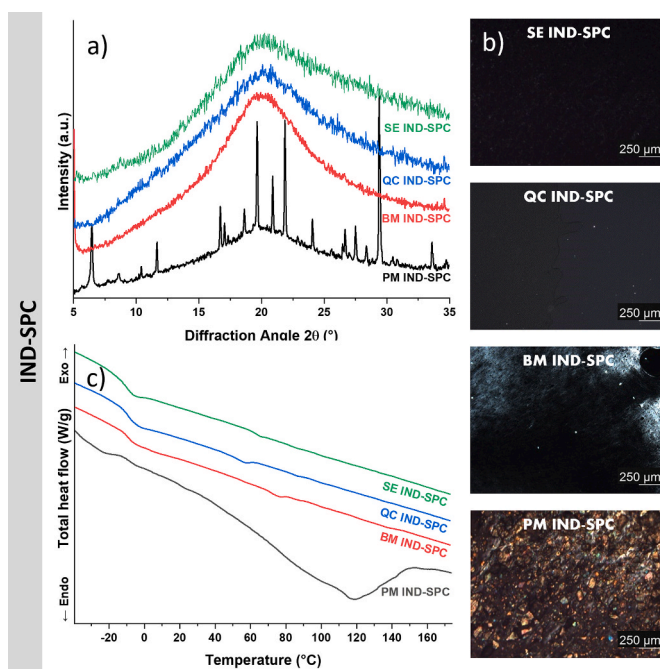 IND-SPC
a)
Intensity (a.u.)
SE IND-SPC
QC IND-SPC
BM IND-SPC
PM IND-SPC
5 10 15 20 25 30 35
Diffraction Angle 2θ (°)
b)
SE IND-SPC
250 µm
QC IND-SPC
250 µm
BM IND-SPC
250 µm
PM IND-SPC
250 µm
c)
Exo →
Total heat flow (W/g)
← Endo
SE IND-SPC
QC IND-SPC
BM IND-SPC
PM IND-SPC
-20 0 20 40 60 80 100 120 140 160
Temperature (°C)